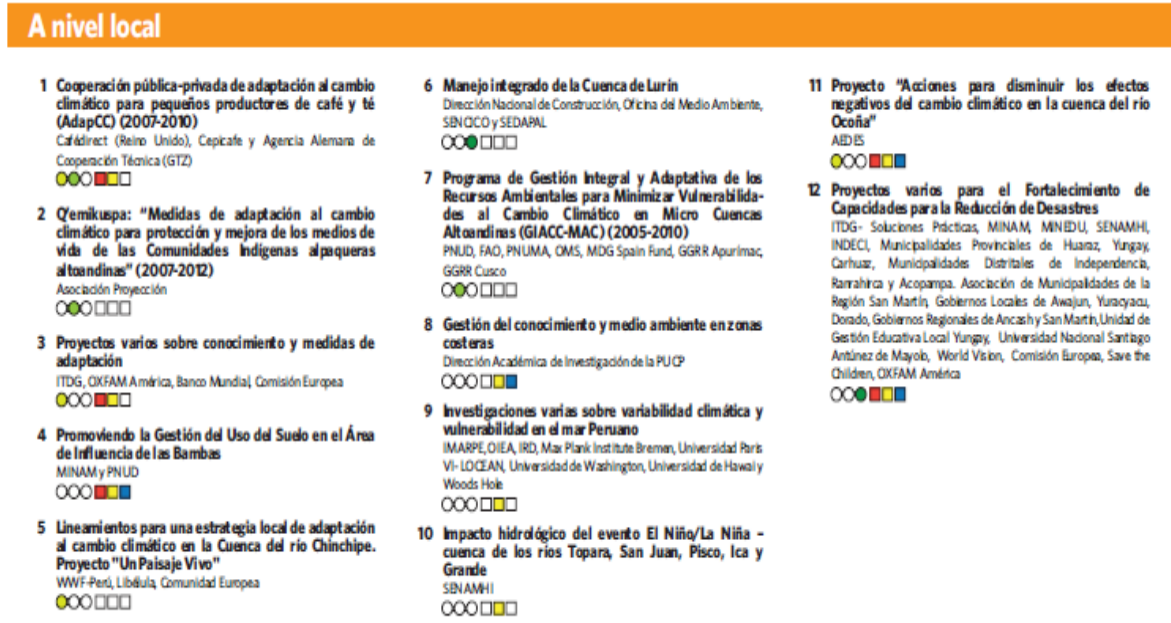 A nivel local
1 Cooperación pública-privada de adaptación al cambio
climático para pequeños productores de café y té
(AdapCC) (2007-2010)
Cafédirect (Reino Unido), Cepicafe y Agencia Alemana de
Cooperación Técnica (GTZ)
2 Q'emikuspa: "Medidas de adaptación al cambio
climático para protección y mejora de los medios de
vida de las Comunidades Indígenas alpaqueras
altoandinas" (2007-2012)
Asociación Proyección
3 Proyectos varios sobre conocimiento y medidas de
adaptación
ITDG, OXFAM América, Banco Mundial, Comisión Europea
4 Promoviendo la Gestión del Uso del Suelo en el Área
de Influencia de las Bambas
MINAM y PNUD
5 Lineamientos para una estrategia local de adaptación
al cambio climático en la Cuenca del río Chinchipe.
Proyecto "Un Paisaje Vivo"
WWF-Perú, Libélula, Comunidad Europea
6 Manejo integrado de la Cuenca de Lurín
Dirección Nacional de Construcción, Oficina del Medio Ambiente,
SENCICO y SEDAPAL
7 Programa de Gestión Integral y Adaptativa de los
Recursos Ambientales para Minimizar Vulnerabilida-
des al Cambio Climático en Micro Cuencas
Altoandinas (GIACC-MAC) (2005-2010)
PNUD, FAO, PNUMA, OMS, MDG Spain Fund, GGRR Apurimac,
GGRR Cusco
8 Gestión del conocimiento y medio ambiente en zonas
costeras
Dirección Académica de Investigación de la PUCP
9 Investigaciones varias sobre variabilidad climática y
vulnerabilidad en el mar Peruano
IMARPE, OIEA, IRD, Max Plank Institute Bremen, Universidad Paris
VI- LOCEAN, Universidad de Washington, Universidad de Hawai y
Woods Hole
10 Impacto hidrológico del evento El Niño/La Niña –
cuenca de los ríos Topara, San Juan, Pisco, Ica y
Grande
SENAMHI
11 Proyecto "Acciones para disminuir los efectos
negativos del cambio climático en la cuenca del río
Ocoña"
AEDES
12 Proyectos varios para el Fortalecimiento de
Capacidades para la Reducción de Desastres
ITDG- Soluciones Prácticas, MINAM, MINEDU, SENAMHI,
INDECI, Municipalidades Provinciales de Huaraz, Yungay,
Carhuaz, Municipalidades Distritales de Independencia,
Ranrahirca y Acopampa. Asociación de Municipalidades de la
Región San Martín, Gobiernos Locales de Awajun, Yuracyacu,
Dorado, Gobiernos Regionales de Ancash y San Martín, Unidad de
Gestión Educativa Local Yungay, Universidad Nacional Santiago
Antúnez de Mayolo, World Vision, Comisión Europea, Save the
Children, OXFAM América